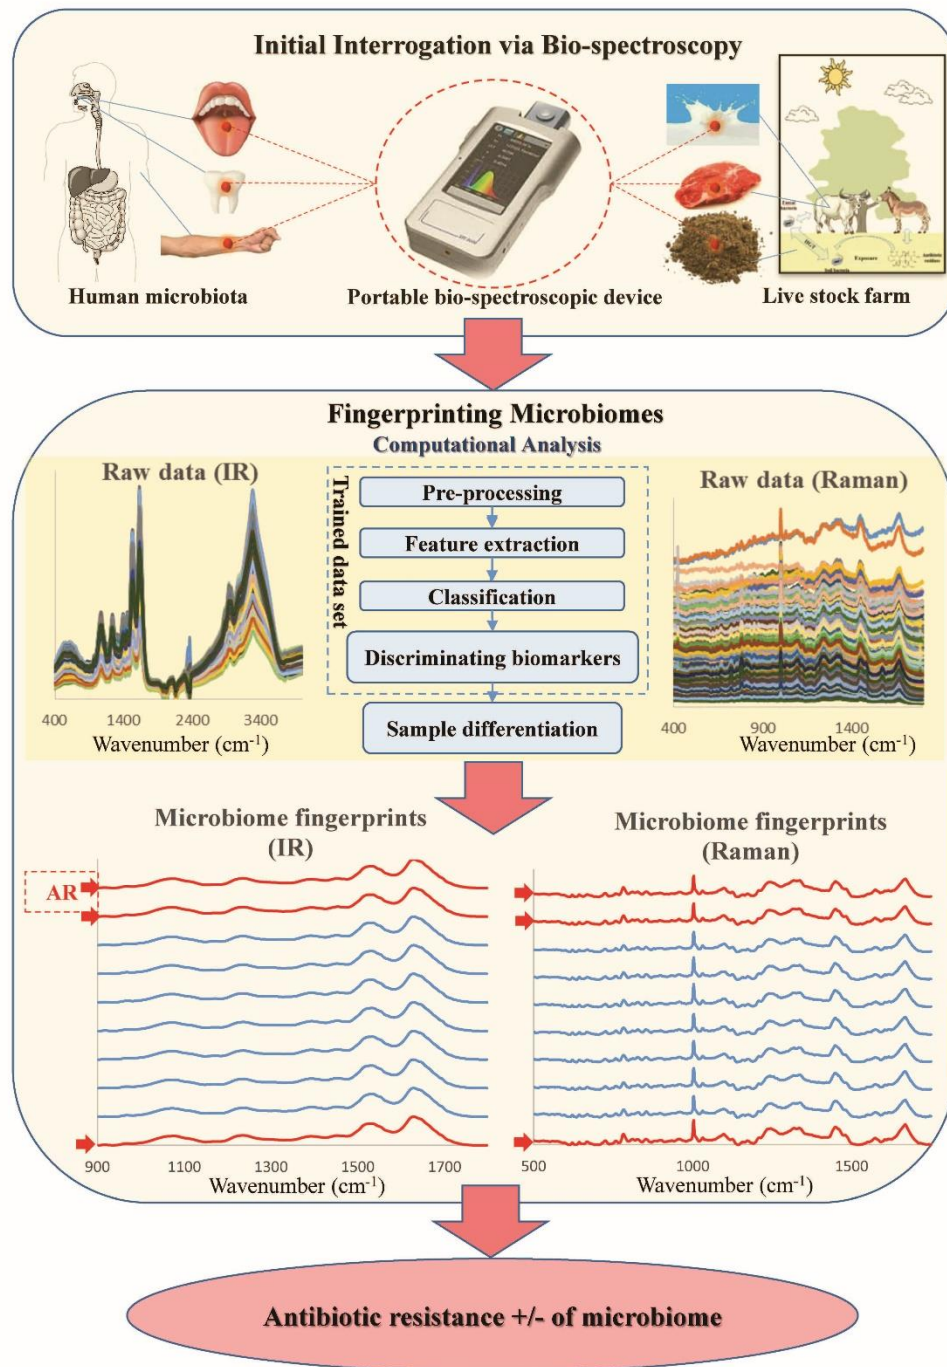 Initial Interrogation via Bio-spectroscopy
Human microbiota
Portable bio-spectroscopic device
Live stock farm
Exposure
Fingerprinting Microbiomes
Computational Analysis
Raw data (IR)
400 1400 2400 3400
Wavenumber (cm⁻¹)
Trained data set
Pre-processing
Feature extraction
Classification
Discriminating biomarkers
Sample differentiation
Raw data (Raman)
400 900 1400
Wavenumber (cm⁻¹)
Microbiome fingerprints
(IR)
AR
900 1100 1300 1500 1700
Wavenumber (cm⁻¹)
Microbiome fingerprints
(Raman)
500 1000 1500
Wavenumber (cm⁻¹)
Antibiotic resistance +/- of microbiome